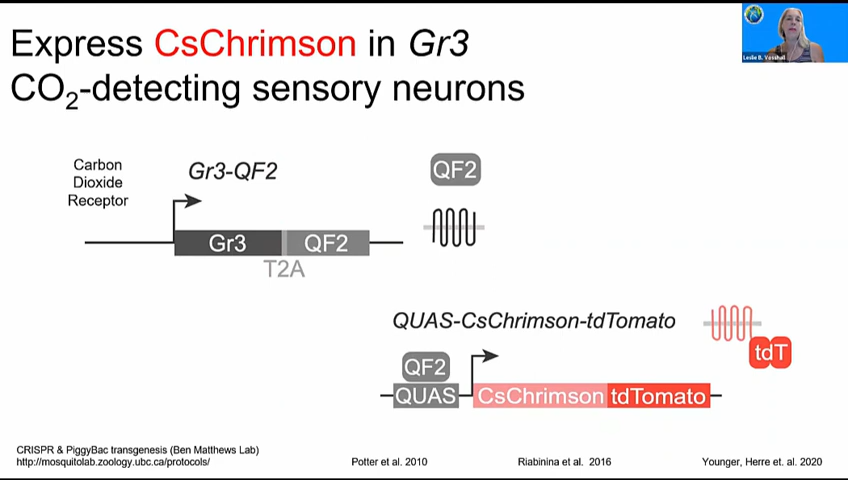 Express CsChrimson in Gr3
CO₂-detecting sensory neurons
Leslie B. Vosshall
Carbon
Dioxide
Receptor
Gr3-QF2
QF2
Gr3
QF2
T2A
QUAS-CsChrimson-tdTomato
tdT
QF2
QUAS
CsChrimson
tdTomato
CRISPR & PiggyBac transgenesis (Ben Matthews Lab)
http://mosquitolab.zoology.ubc.ca/protocols/
Potter et al. 2010
Riabinina et al. 2016
Younger, Herre et. al. 2020